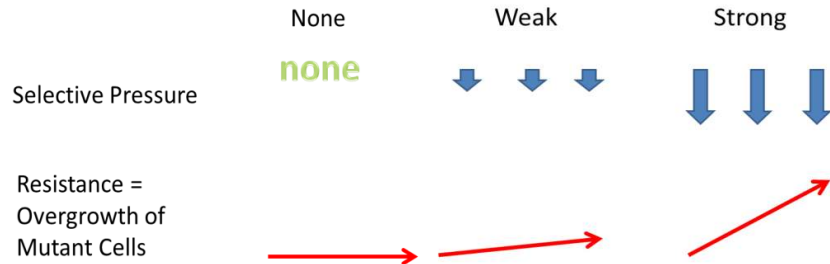 None Weak Strong
none
Selective Pressure
Resistance =
Overgrowth of
Mutant Cells